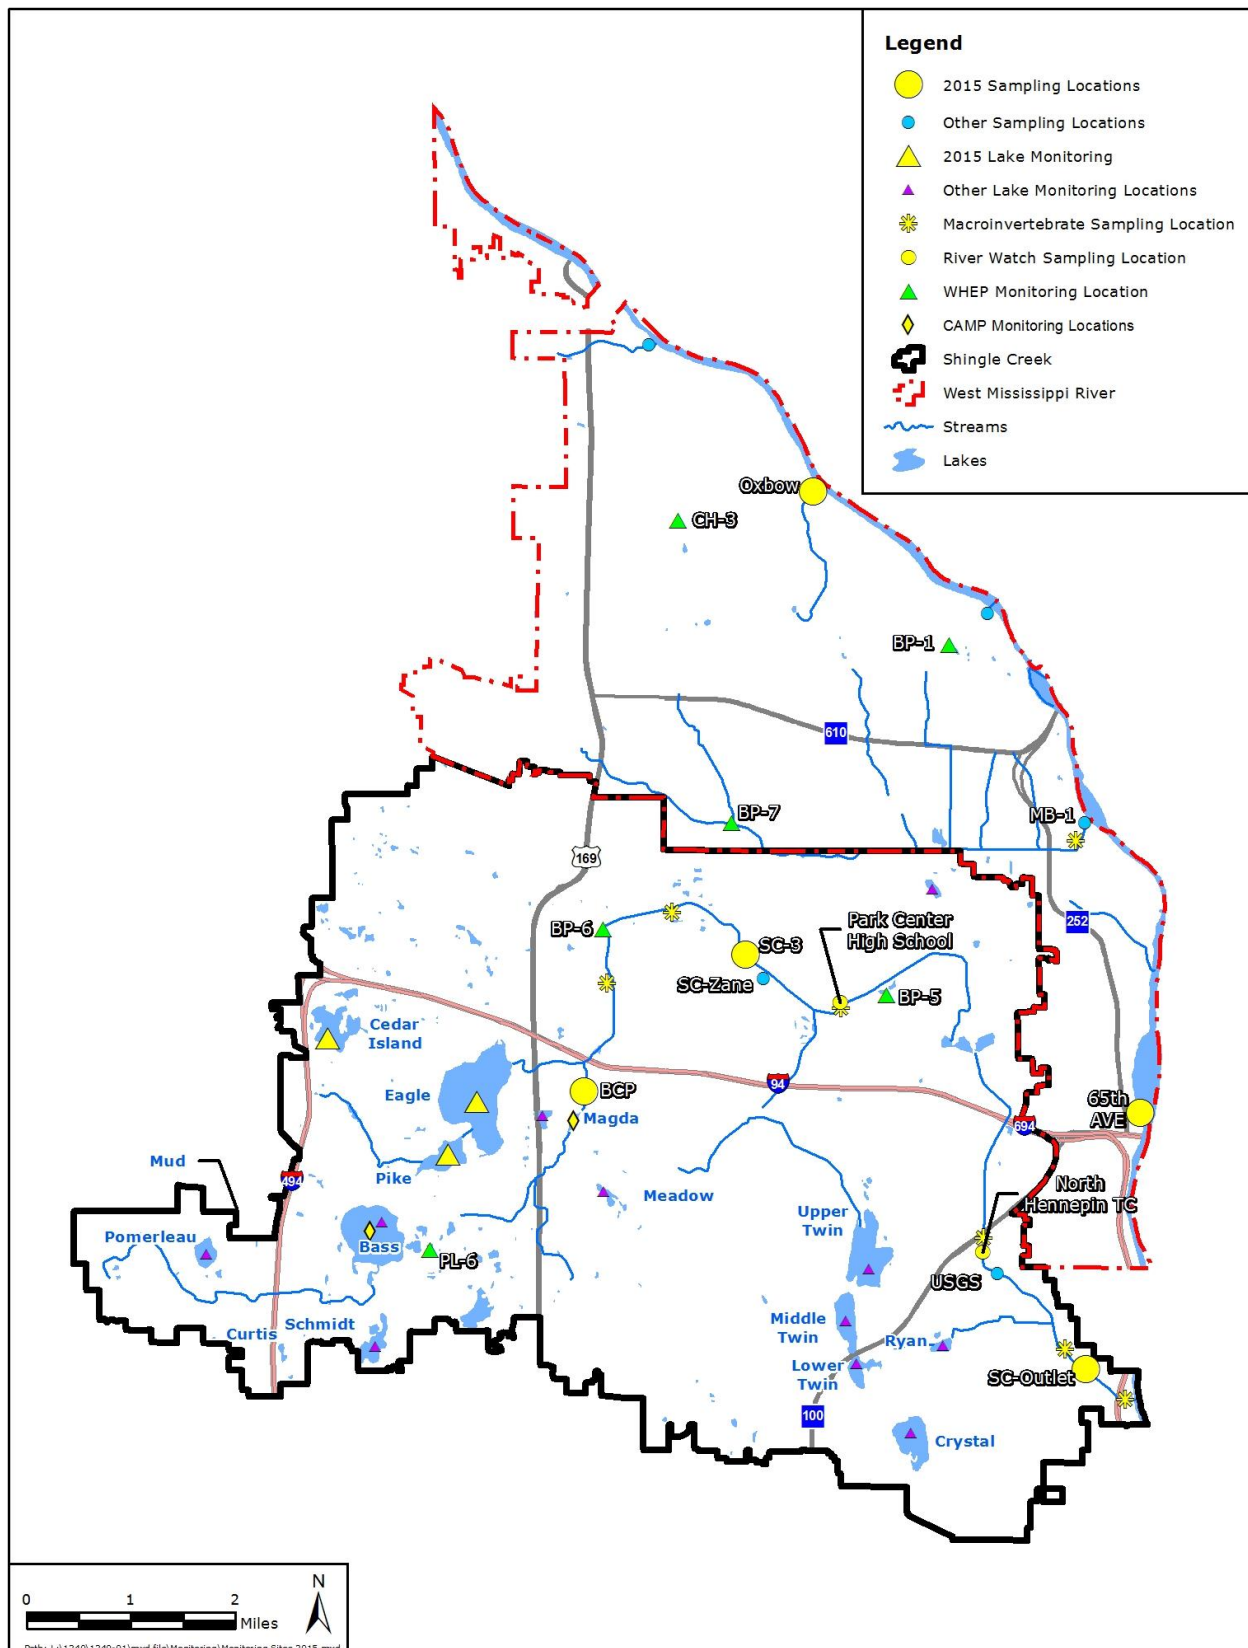 Legend
2015 Sampling Locations
Other Sampling Locations
2015 Lake Monitoring
Other Lake Monitoring Locations
Macroinvertebrate Sampling Location
River Watch Sampling Location
WHEP Monitoring Location
CAMP Monitoring Locations
Shingle Creek
West Mississippi River
Streams
Lakes
Oxbow
CH-3
BP-1
610
BP-7
MB-1
169
252
BP-6
Park Center
High School
SC-3
SC-Zane
BP-5
Cedar
Island
Eagle
94
BCP
Magda
65th
AVE
694
Mud
Pike
494
North
Hennepin TC
Meadow
Upper
Twin
Pomerleau
Bass
PL-6
USGS
Schmidt
Curtis
Middle
Twin
Ryan
Lower
Twin
SC-Outlet
100
Crystal
N
0 1 2
Miles